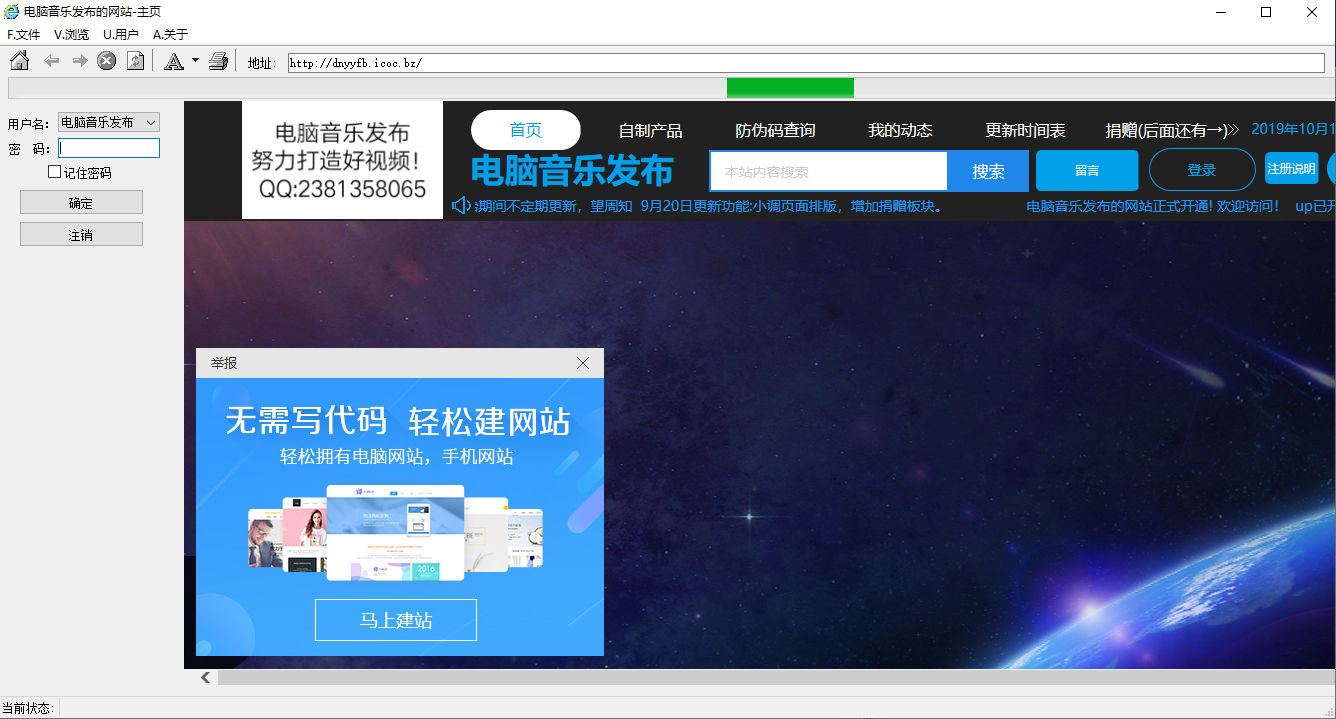 电脑音乐发布的网站-主页
F.文件 V.浏览 U.用户 A.关于
地址: http://dnyyfb.icoc.bz/
用户名: 电脑音乐发布
密 码:
记住密码
确定
注销
电脑音乐发布
努力打造好视频!
QQ:2381358065
首页 自制产品 防伪码查询 我的动态 更新时间表 捐赠(后面还有→) 2019年10月1
电脑音乐发布 本站内容搜索 搜索 留言 登录 注册说明
期间不定期更新，望周知 9月20日更新功能:小调页面排版，增加捐赠板块。 电脑音乐发布的网站正式开通! 欢迎访问! up已开
举报
无需写代码 轻松建网站
轻松拥有电脑网站，手机网站
2016
马上建站
当前状态: